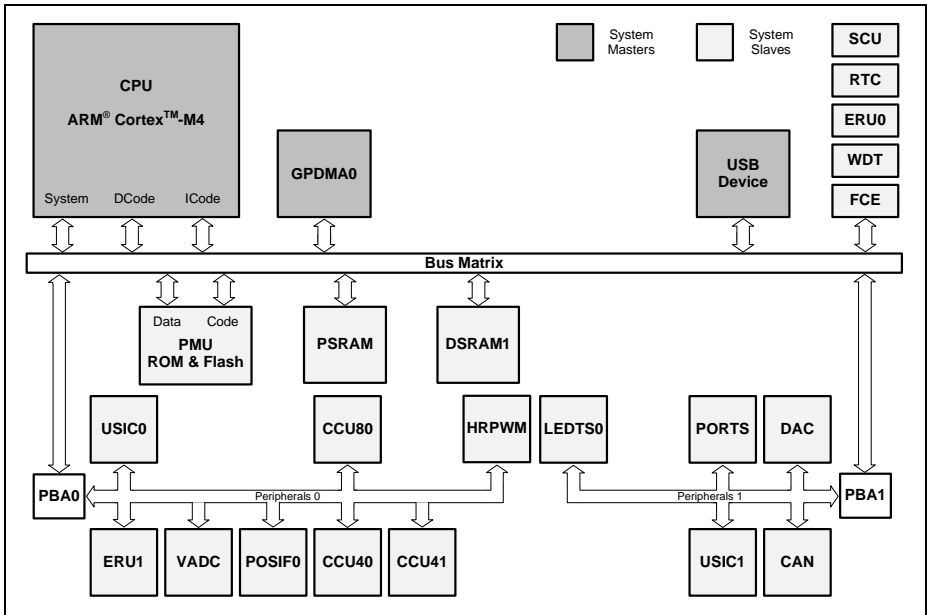 CPU
ARM® Cortex™-M4
System DCode ICode
GPDMA0
System
Masters
System
Slaves
USB
Device
SCU
RTC
ERU0
WDT
FCE
Bus Matrix
Data Code
PMU
ROM & Flash
PSRAM
DSRAM1
USIC0
CCU80
HRPWM
LEDTS0
PORTS
DAC
PBA0
Peripherals 0
Peripherals 1
PBA1
ERU1
VADC
POSIF0
CCU40
CCU41
USIC1
CAN